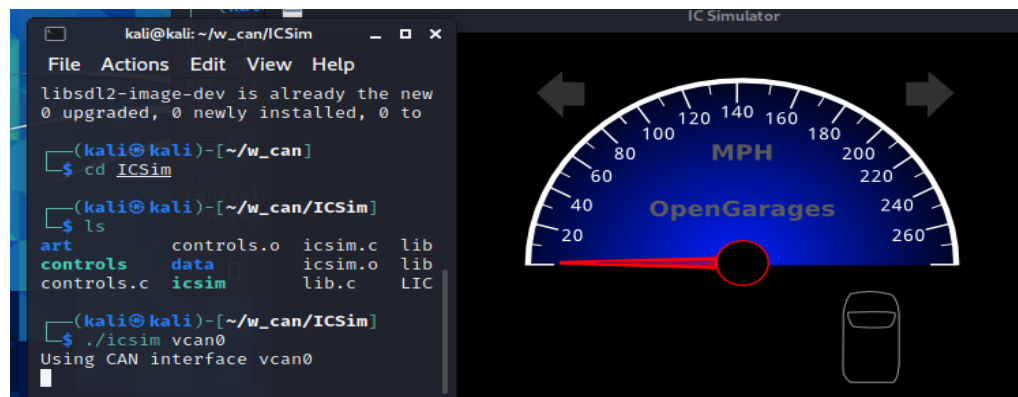 kali@kali: ~/w_can/ICSim
File Actions Edit View Help
libsdl2-image-dev is already the new
0 upgraded, 0 newly installed, 0 to
(kali㉿kali)-[~/w_can]
$ cd ICSim
(kali㉿kali)-[~/w_can/ICSim]
$ ls
art controls.o icsim.c lib
controls data icsim.o lib
controls.c icsim lib.c LIC
(kali㉿kali)-[~/w_can/ICSim]
$ ./icsim vcan0
Using CAN interface vcan0
IC Simulator
20 40 60 80 100 120 140 160 180 200 220 240 260
MPH
OpenGarages